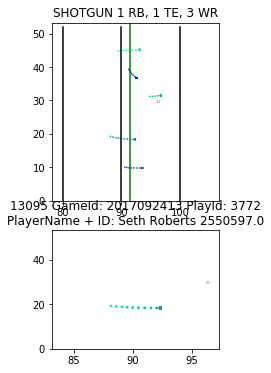 SHOTGUN 1 RB, 1 TE, 3 WR
50
40
30
20
10
0
80 90 100
13095 GameId: 2017092413 PlayId: 3772
PlayerName + ID: Seth Roberts 2550597.0
40
20
0
85 90 95